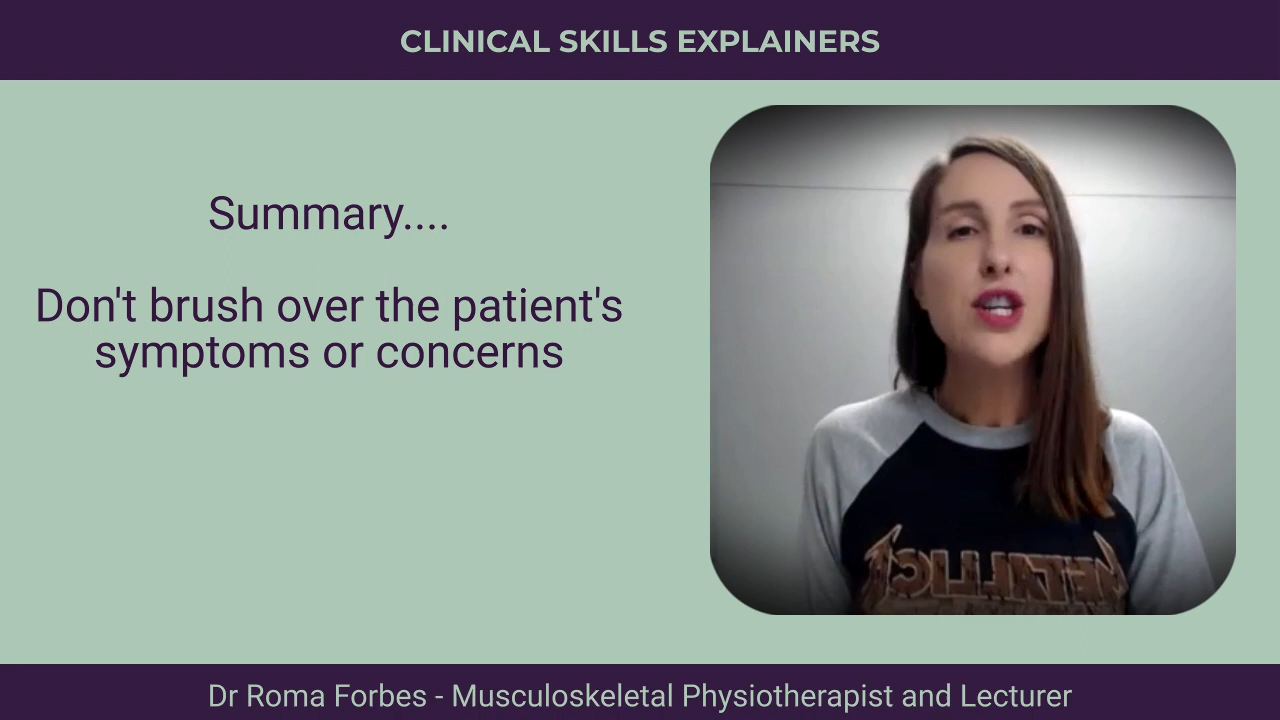 CLINICAL SKILLS EXPLAINERS
Summary....
Don't brush over the patient's
symptoms or concerns
METALLICA
Dr Roma Forbes - Musculoskeletal Physiotherapist and Lecturer